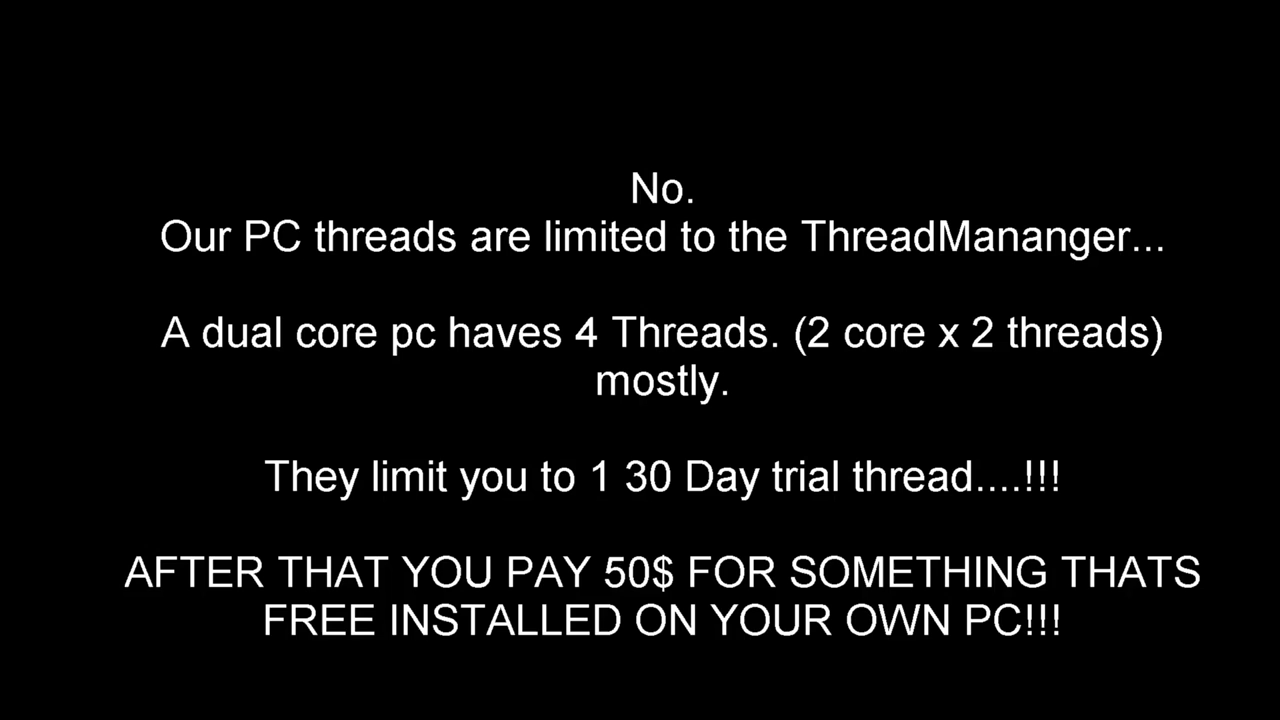 No.
Our PC threads are limited to the ThreadMananger...
A dual core pc haves 4 Threads. (2 core x 2 threads)
mostly.
They limit you to 1 30 Day trial thread....!!!
AFTER THAT YOU PAY 50$ FOR SOMETHING THATS
FREE INSTALLED ON YOUR OWN PC!!!